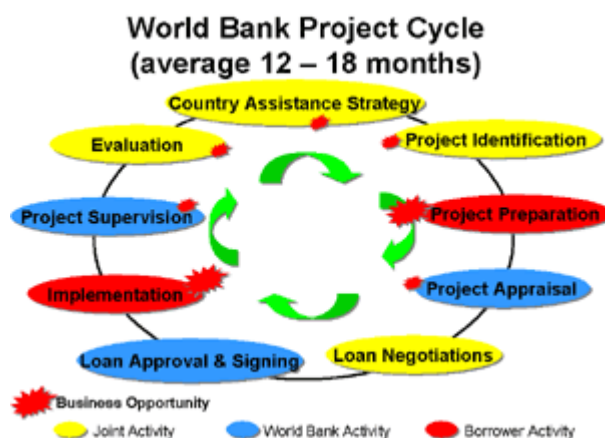 World Bank Project Cycle
(average 12 – 18 months)
Country Assistance Strategy
Project Identification
Project Preparation
Project Appraisal
Loan Negotiations
Loan Approval & Signing
Implementation
Project Supervision
Evaluation
Business Opportunity
Joint Activity
World Bank Activity
Borrower Activity